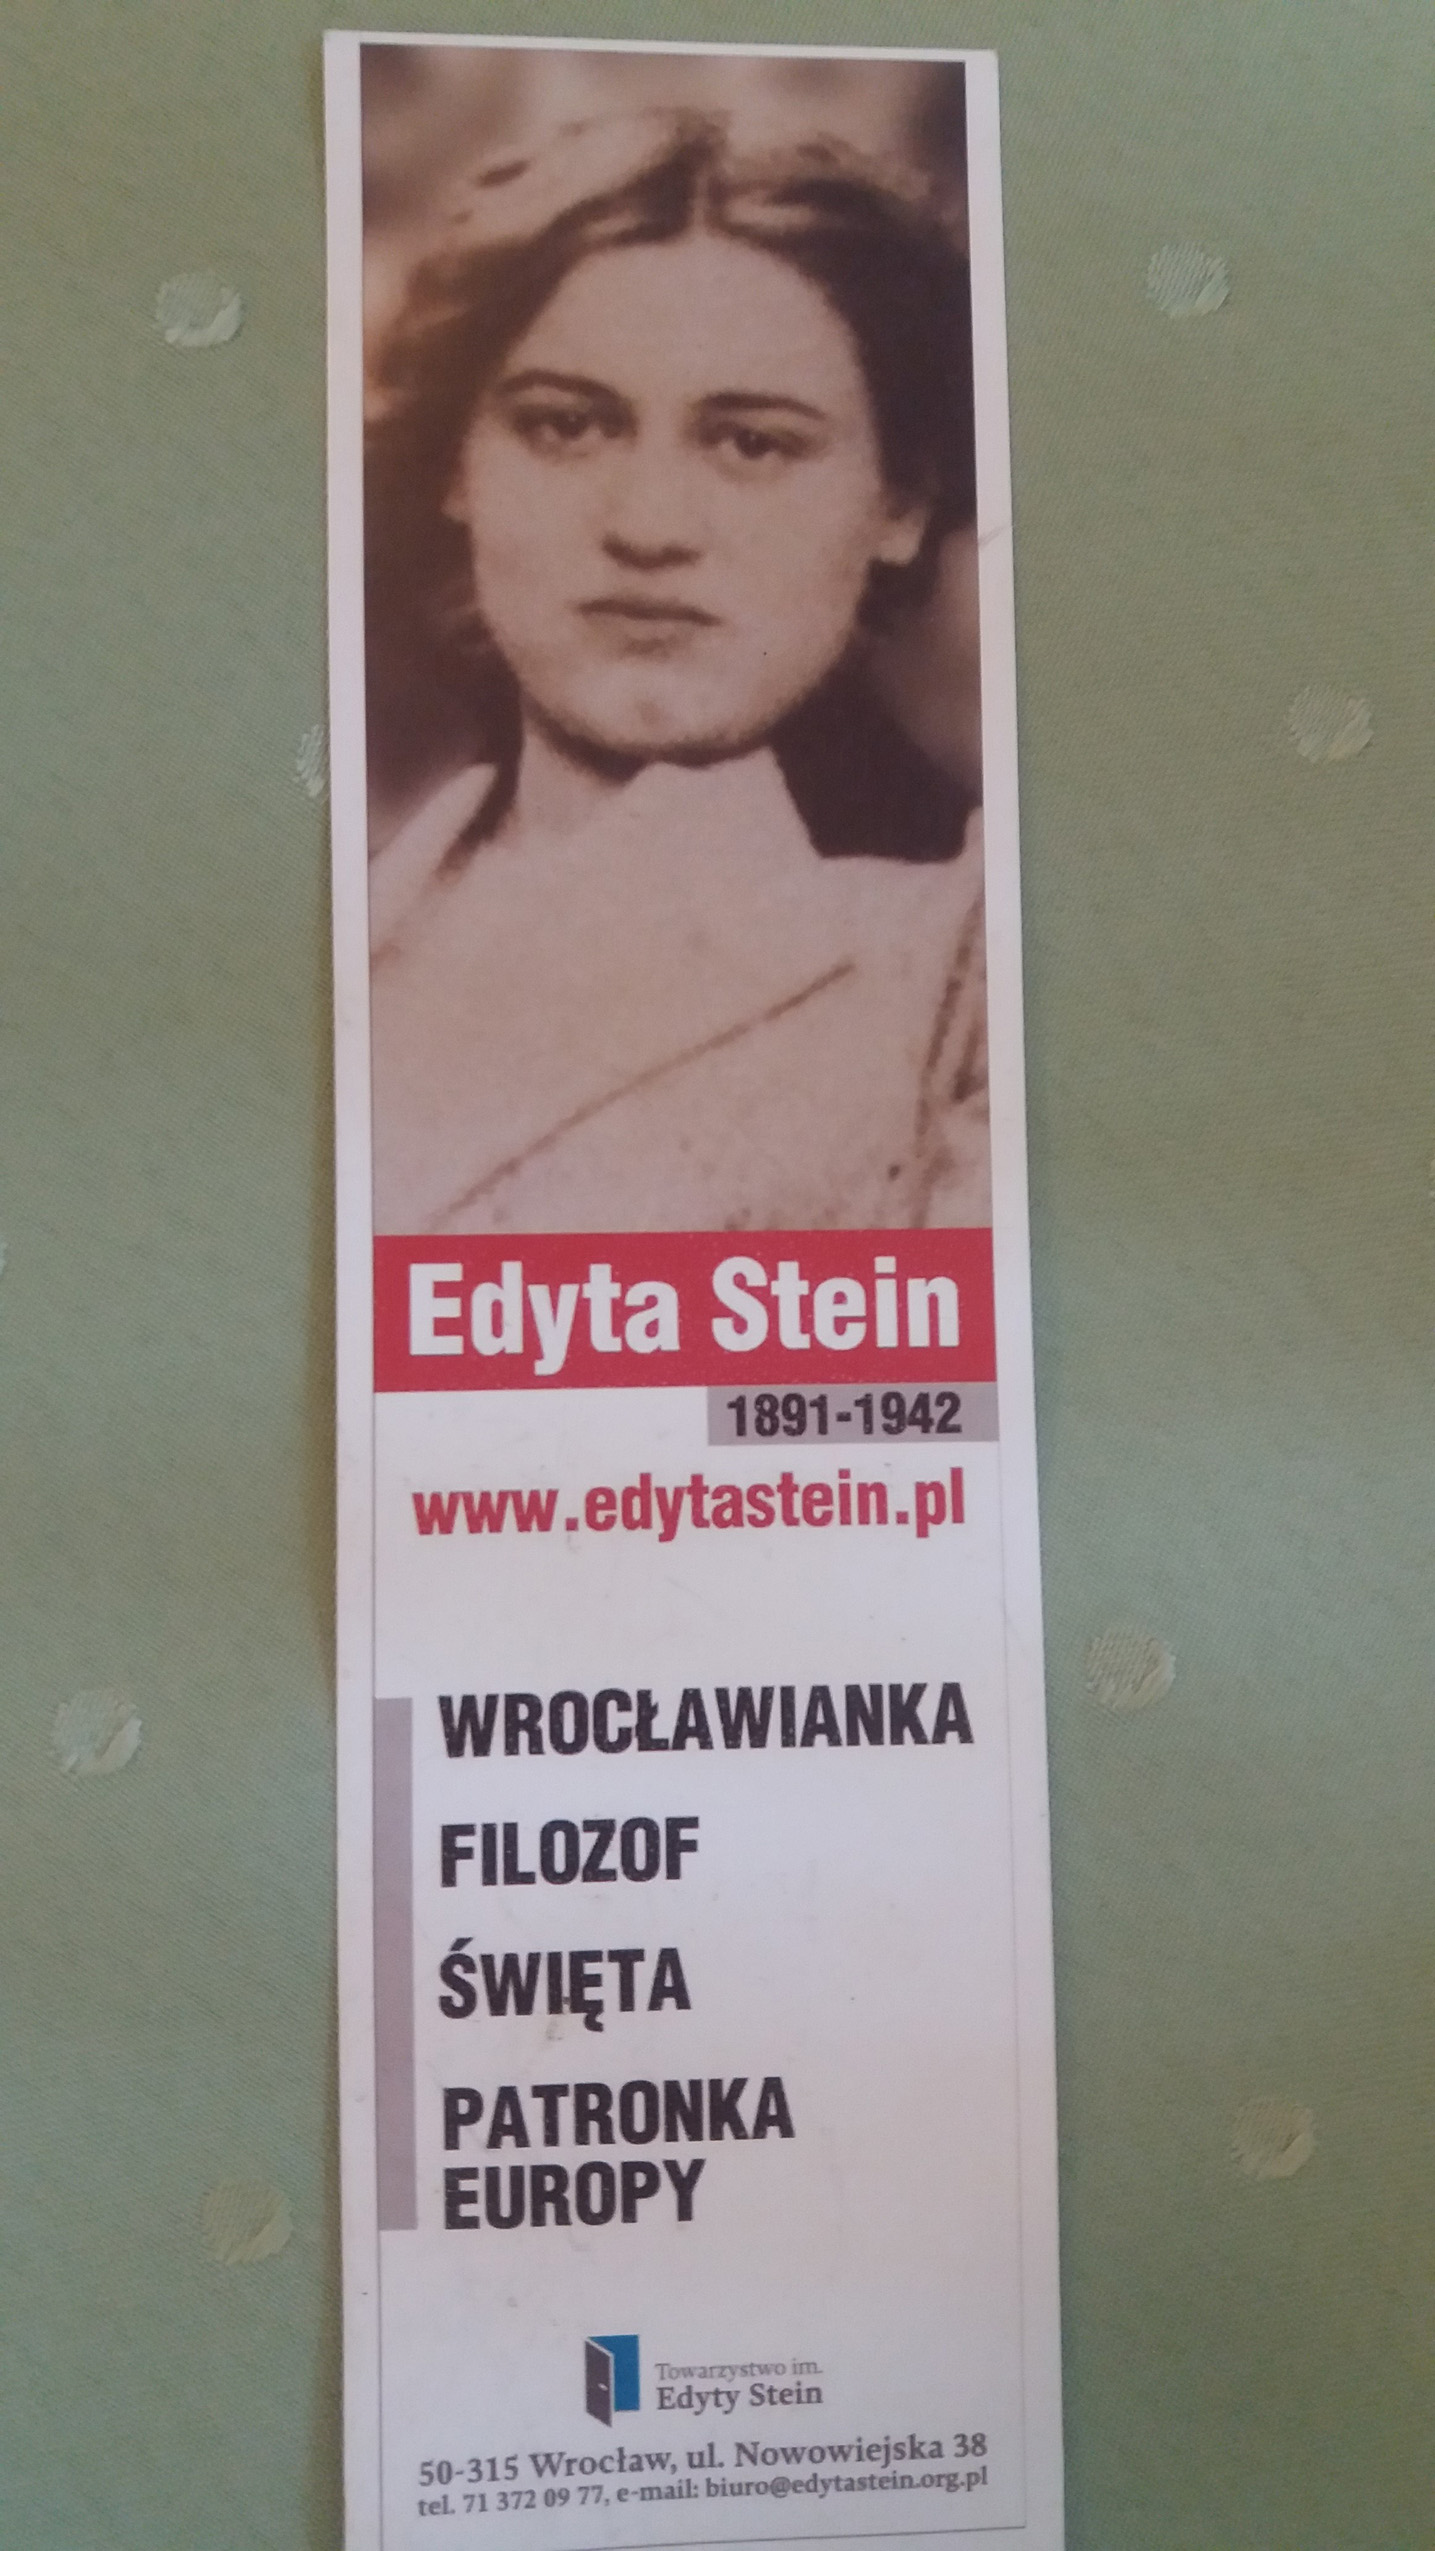 Edyta Stein
1891-1942
www.edytastein.pl
WROCŁAWIANKA
FILOZOF
ŚWIĘTA
PATRONKA
EUROPY
Towarzystwo im.
Edyty Stein
50-315 Wrocław, ul. Nowowiejska 38
tel. 71 372 09 77, e-mail: biuro@edytastein.org.pl